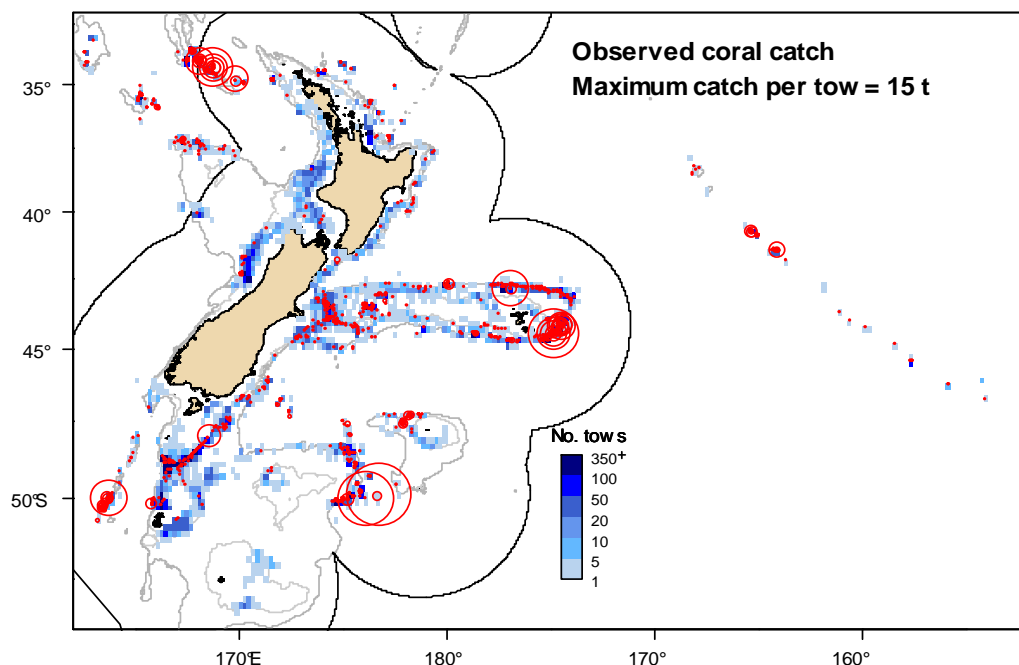 Observed coral catch
Maximum catch per tow = 15 t
35°
40°
45°
50°S
No. tows
350+
100
50
20
10
5
1
170°E
180°
170°
160°